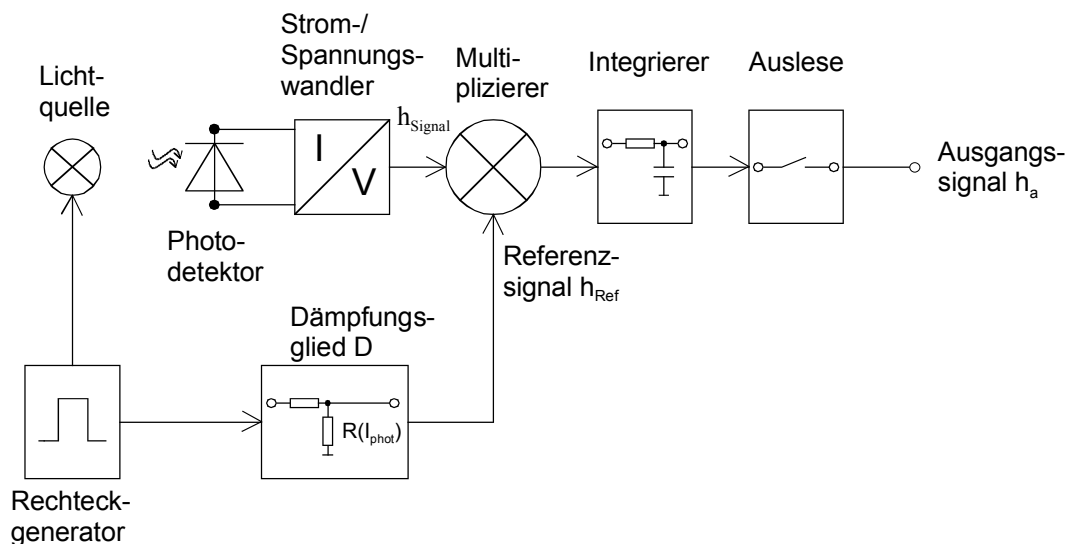 Strom-/
Spannungs-
wandler
Licht-
quelle
Multi-
plizierer
Integrierer
Auslese
h_Signal
I
V
Ausgangs-
signal h_a
Photo-
detektor
Referenz-
signal h_Ref
Dämpfungs-
glied D
R(I_phot)
Rechteck-
generator